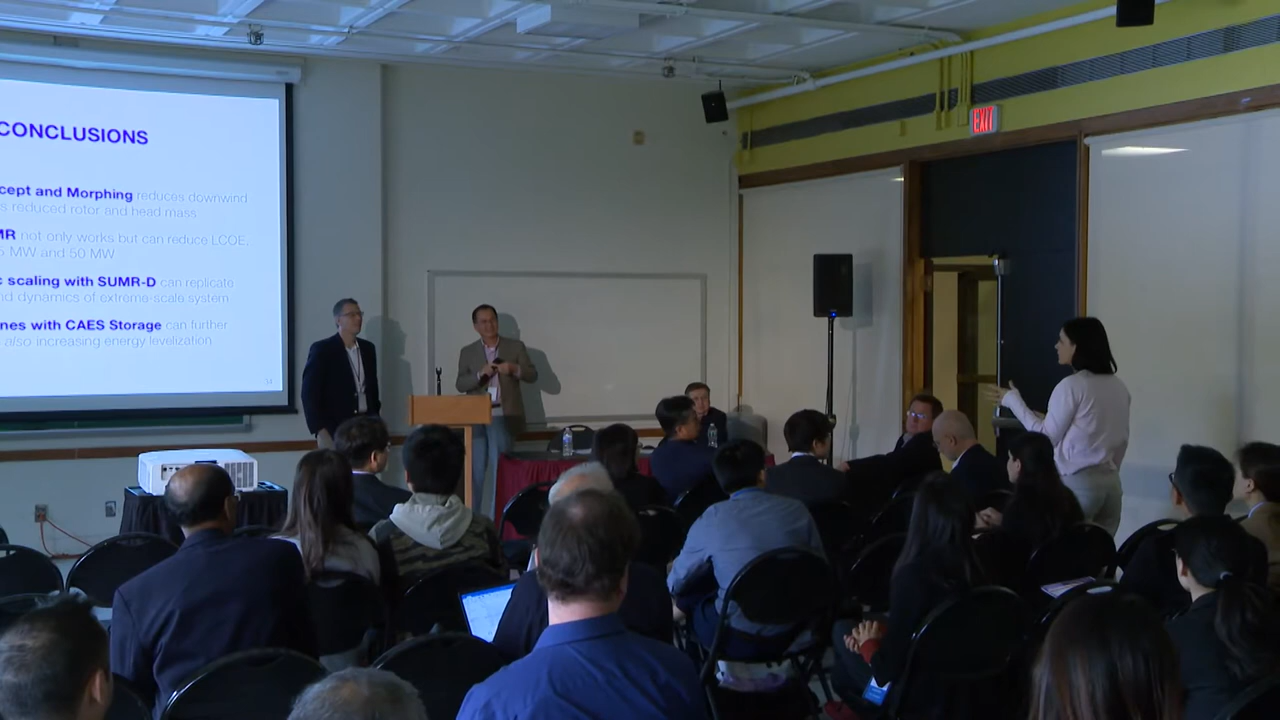 CONCLUSIONS
cept and Morphing reduces downwind
s reduced rotor and head mass
MR not only works but can reduce LCOE,
5 MW and 50 MW
c scaling with SUMR-D can replicate
nd dynamics of extreme-scale system
nes with CAES Storage can further
also increasing energy levelization
EXIT